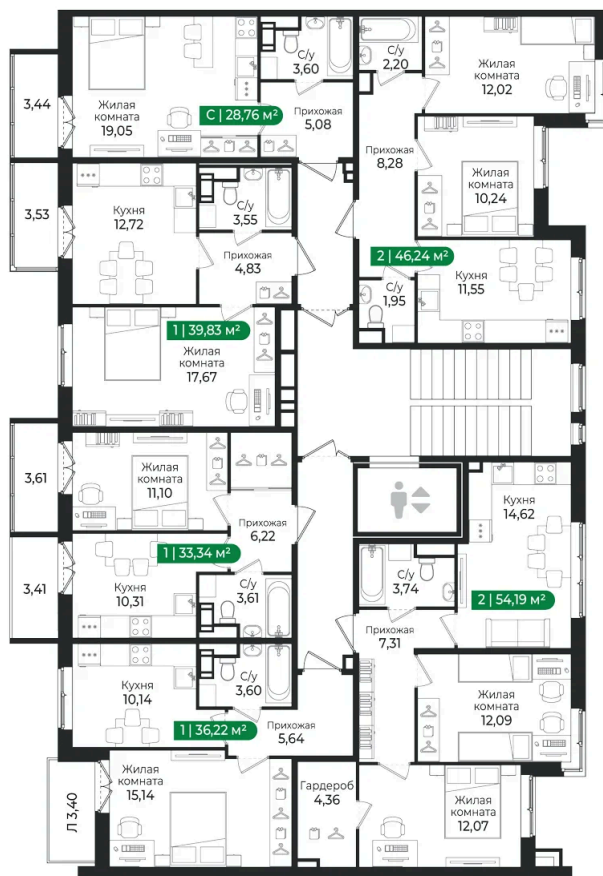 3,44
Жилая
комната
19,05
С | 28,76 м²
С/у
3,60
Прихожая
5,08
С/у
2,20
Жилая
комната
12,02
Прихожая
8,28
Жилая
комната
10,24
3,53
Кухня
12,72
С/у
3,55
Прихожая
4,83
2 | 46,24 м²
С/у
1,95
11,55
1 | 39,83 м²
Жилая
комната
17,67
3,61
Жилая
комната
11,10
Прихожая
6,22
Кухня
14,62
3,41
1 | 33,34 м²
Кухня
10,31
С/у
3,61
С/у
3,74
2 | 54,19 м²
Прихожая
7,31
Кухня
10,14
С/у
3,60
1 | 36,22 м²
Прихожая
5,64
Жилая
комната
12,09
Л 3,40
Жилая
комната
15,14
Гардероб
4,36
Жилая
комната
12,07